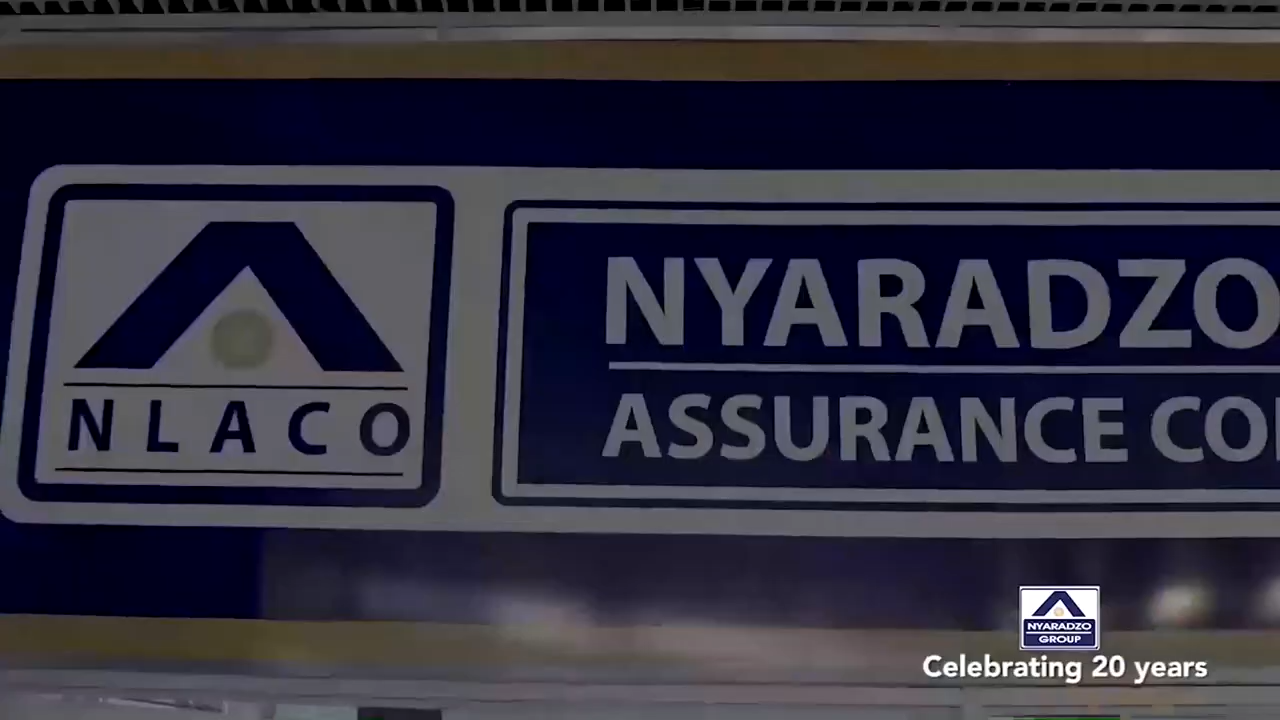 NLACO
NYARADZO
ASSURANCE CO
NYARADZO
GROUP
Celebrating 20 years